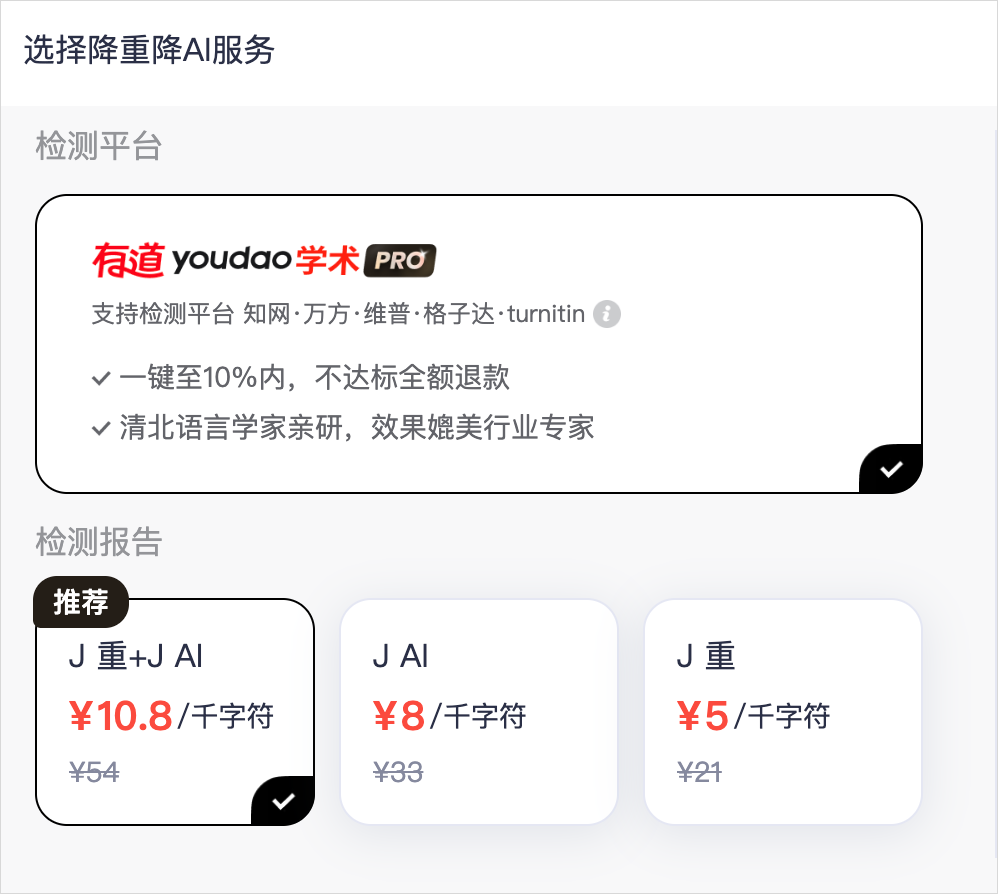 选择降重降AI服务
检测平台
有道 youdao 学术 PRO
支持检测平台 知网·万方·维普·格子达·turnitin i
一键至10%内，不达标全额退款
清北语言学家亲研，效果媲美行业专家
检测报告
推荐
J 重+J AI
¥10.8/千字符
¥54
J AI
¥8/千字符
¥33
J 重
¥5/千字符
¥21